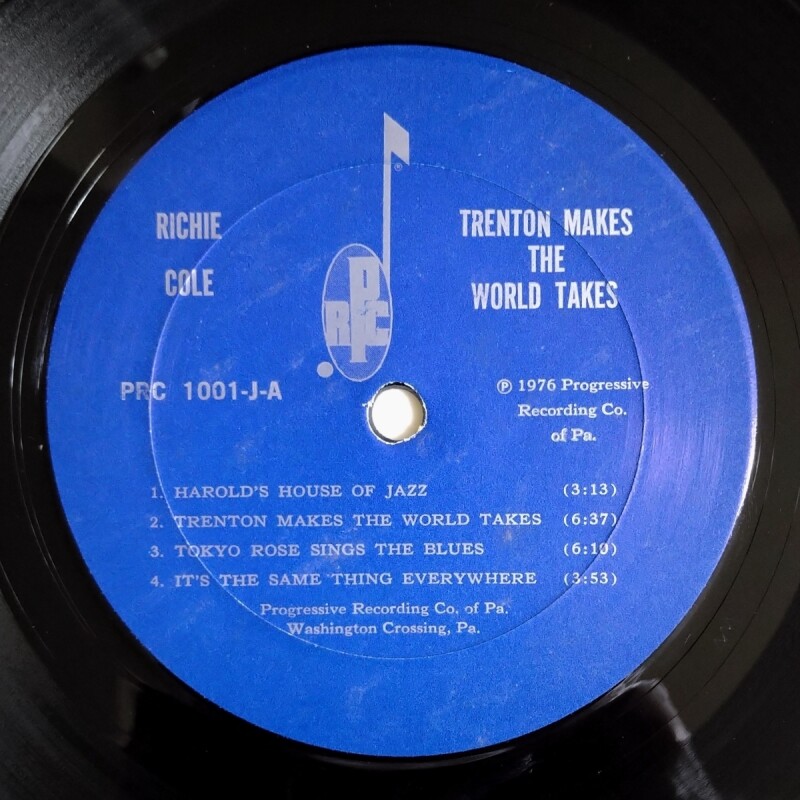 RICHIE
COLE
TRENTON MAKES
THE
WORLD TAKES
®
PRC
PRC 1001-J-A
℗ 1976 Progressive
Recording Co.
of Pa.
1. HAROLD'S HOUSE OF JAZZ (3:13)
2. TRENTON MAKES THE WORLD TAKES (6:37)
3. TOKYO ROSE SINGS THE BLUES (6:10)
4. IT'S THE SAME THING EVERYWHERE (3:53)
Progressive Recording Co. of Pa.
Washington Crossing, Pa.